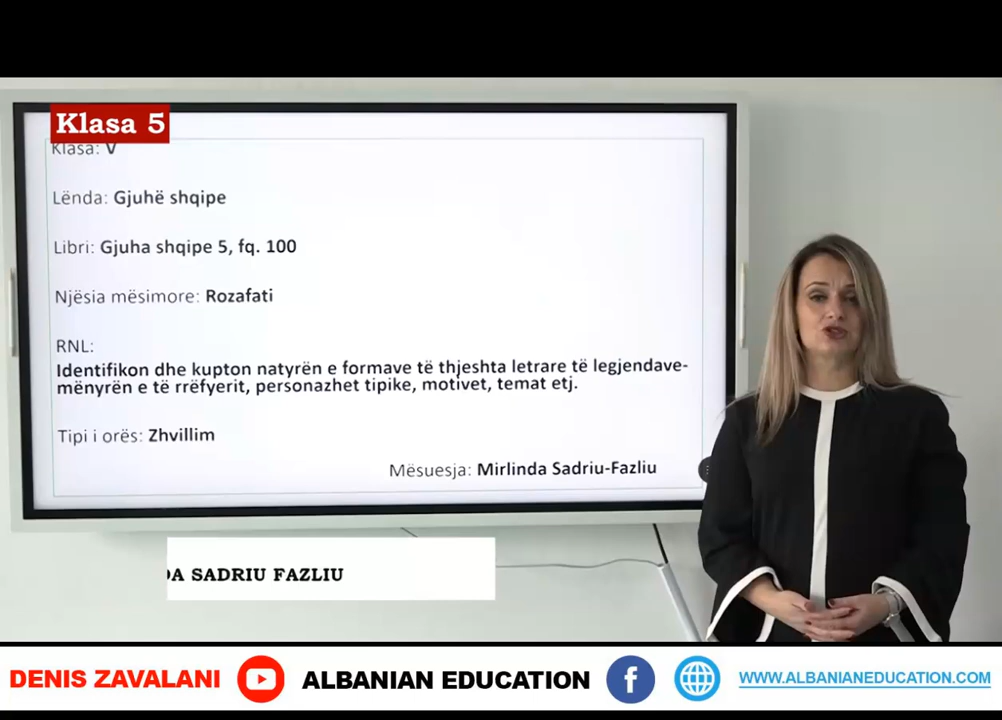 Klasa 5
Klasa: V
Lënda: Gjuhë shqipe
Libri: Gjuha shqipe 5, fq. 100
Njësia mësimore: Rozafati
RNL:
Identifikon dhe kupton natyrën e formave të thjeshta letrare të legjendave-
mënyrën e të rrëfyerit, personazhet tipike, motivet, temat etj.
Tipi i orës: Zhvillim
Mësuesja: Mirlinda Sadriu-Fazliu
SADRIU FAZLIU
DENIS ZAVALANI
ALBANIAN EDUCATION
f
WWW.ALBANIANEDUCATION.COM